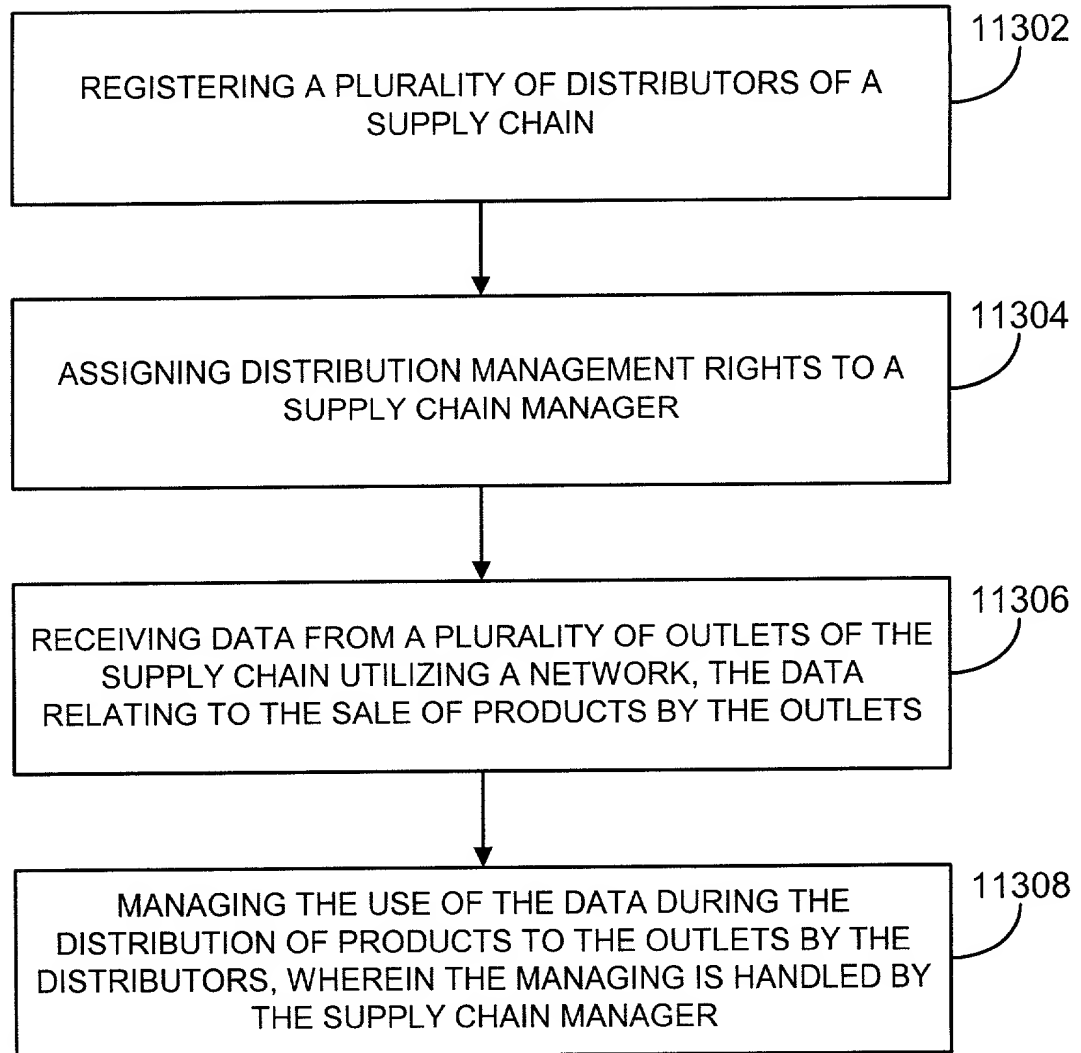 11302
REGISTERING A PLURALITY OF DISTRIBUTORS OF A
SUPPLY CHAIN
11304
ASSIGNING DISTRIBUTION MANAGEMENT RIGHTS TO A
SUPPLY CHAIN MANAGER
11306
RECEIVING DATA FROM A PLURALITY OF OUTLETS OF THE
SUPPLY CHAIN UTILIZING A NETWORK, THE DATA
RELATING TO THE SALE OF PRODUCTS BY THE OUTLETS
11308
MANAGING THE USE OF THE DATA DURING THE
DISTRIBUTION OF PRODUCTS TO THE OUTLETS BY THE
DISTRIBUTORS, WHEREIN THE MANAGING IS HANDLED BY
THE SUPPLY CHAIN MANAGER